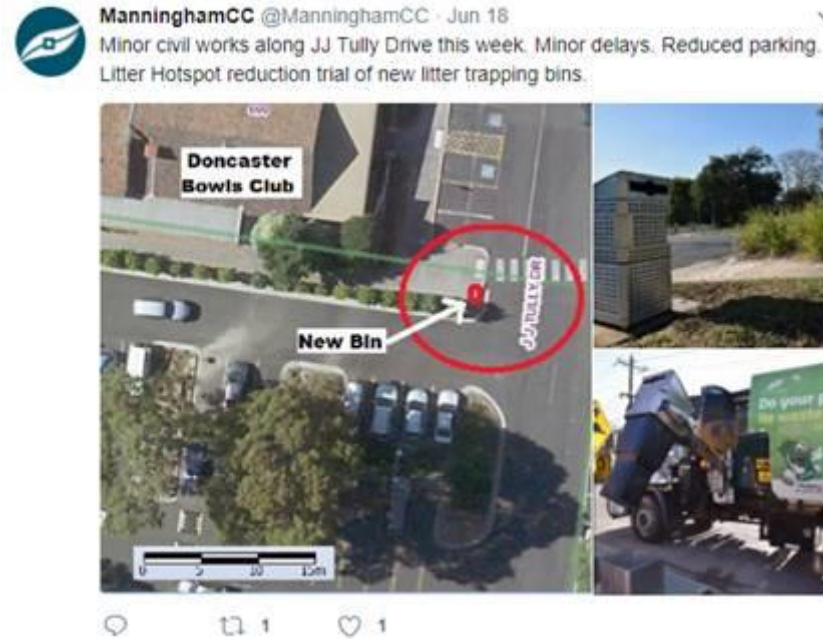 ManninghamCC @ManninghamCC · Jun 18
Minor civil works along JJ Tully Drive this week. Minor delays. Reduced parking.
Litter Hotspot reduction trial of new litter trapping bins.
Doncaster
Bowls Club
J J TULLY DR
New Bin
Do your
0 5 10 15m
1 1